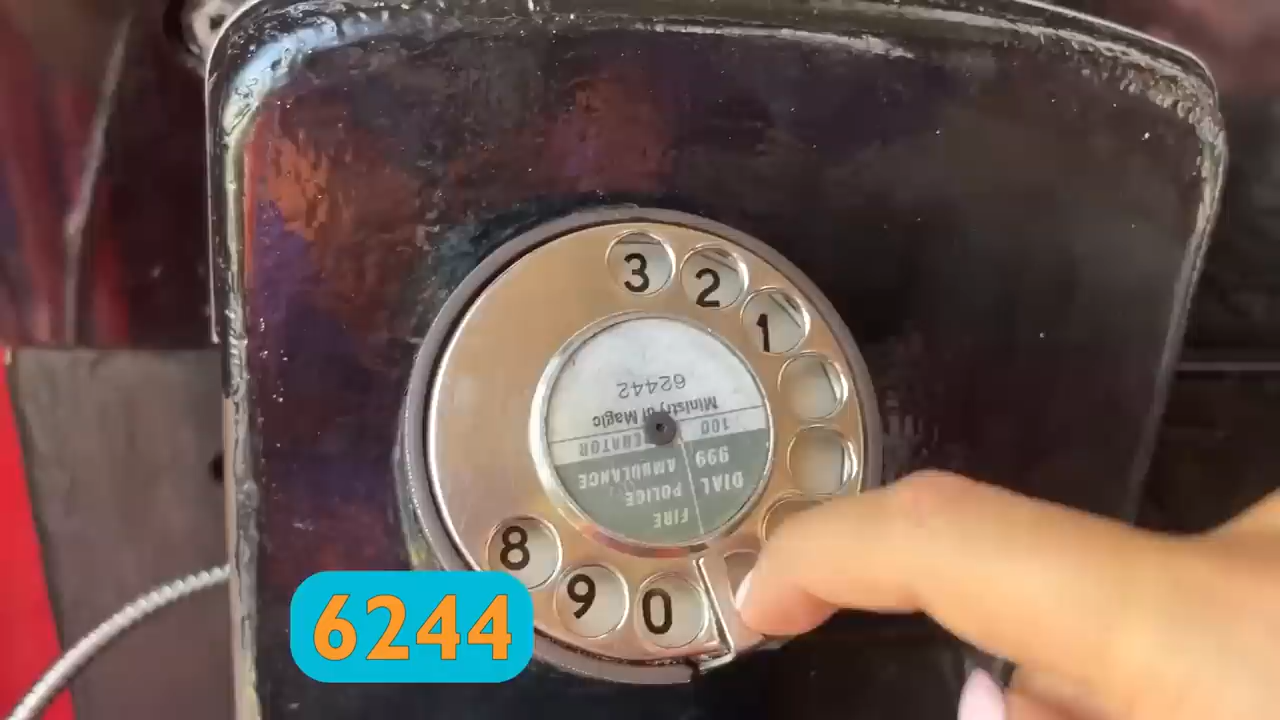 3 2 1
FIRE
DIAL POLICE
999 AMBULANCE
100 OPERATOR
Ministry of Magic
62442
8 9 0
6244